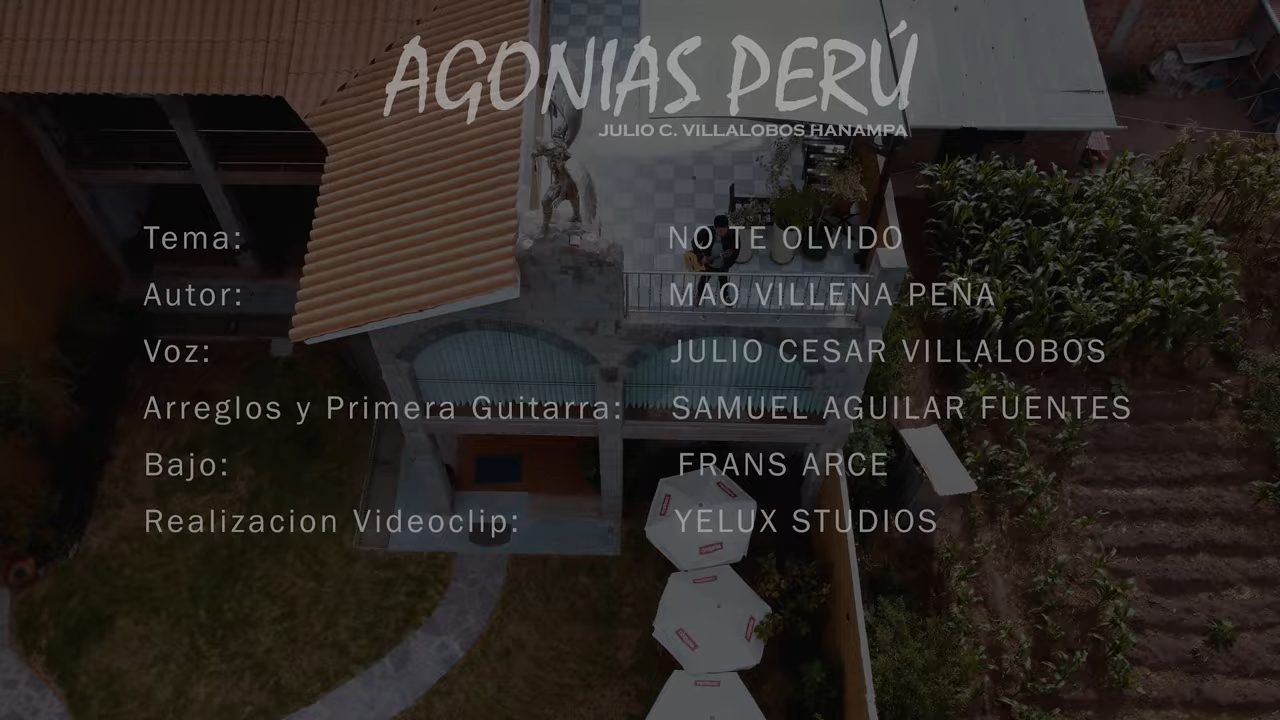 AGONIAS PERÚ
JULIO C. VILLALOBOS HANAMPA
Tema: NO TE OLVIDO
Autor: MAO VILLENA PEÑA
Voz: JULIO CESAR VILLALOBOS
Arreglos y Primera Guitarra: SAMUEL AGUILAR FUENTES
Bajo: FRANS ARCE
Realizacion Videoclip: YELUX STUDIOS